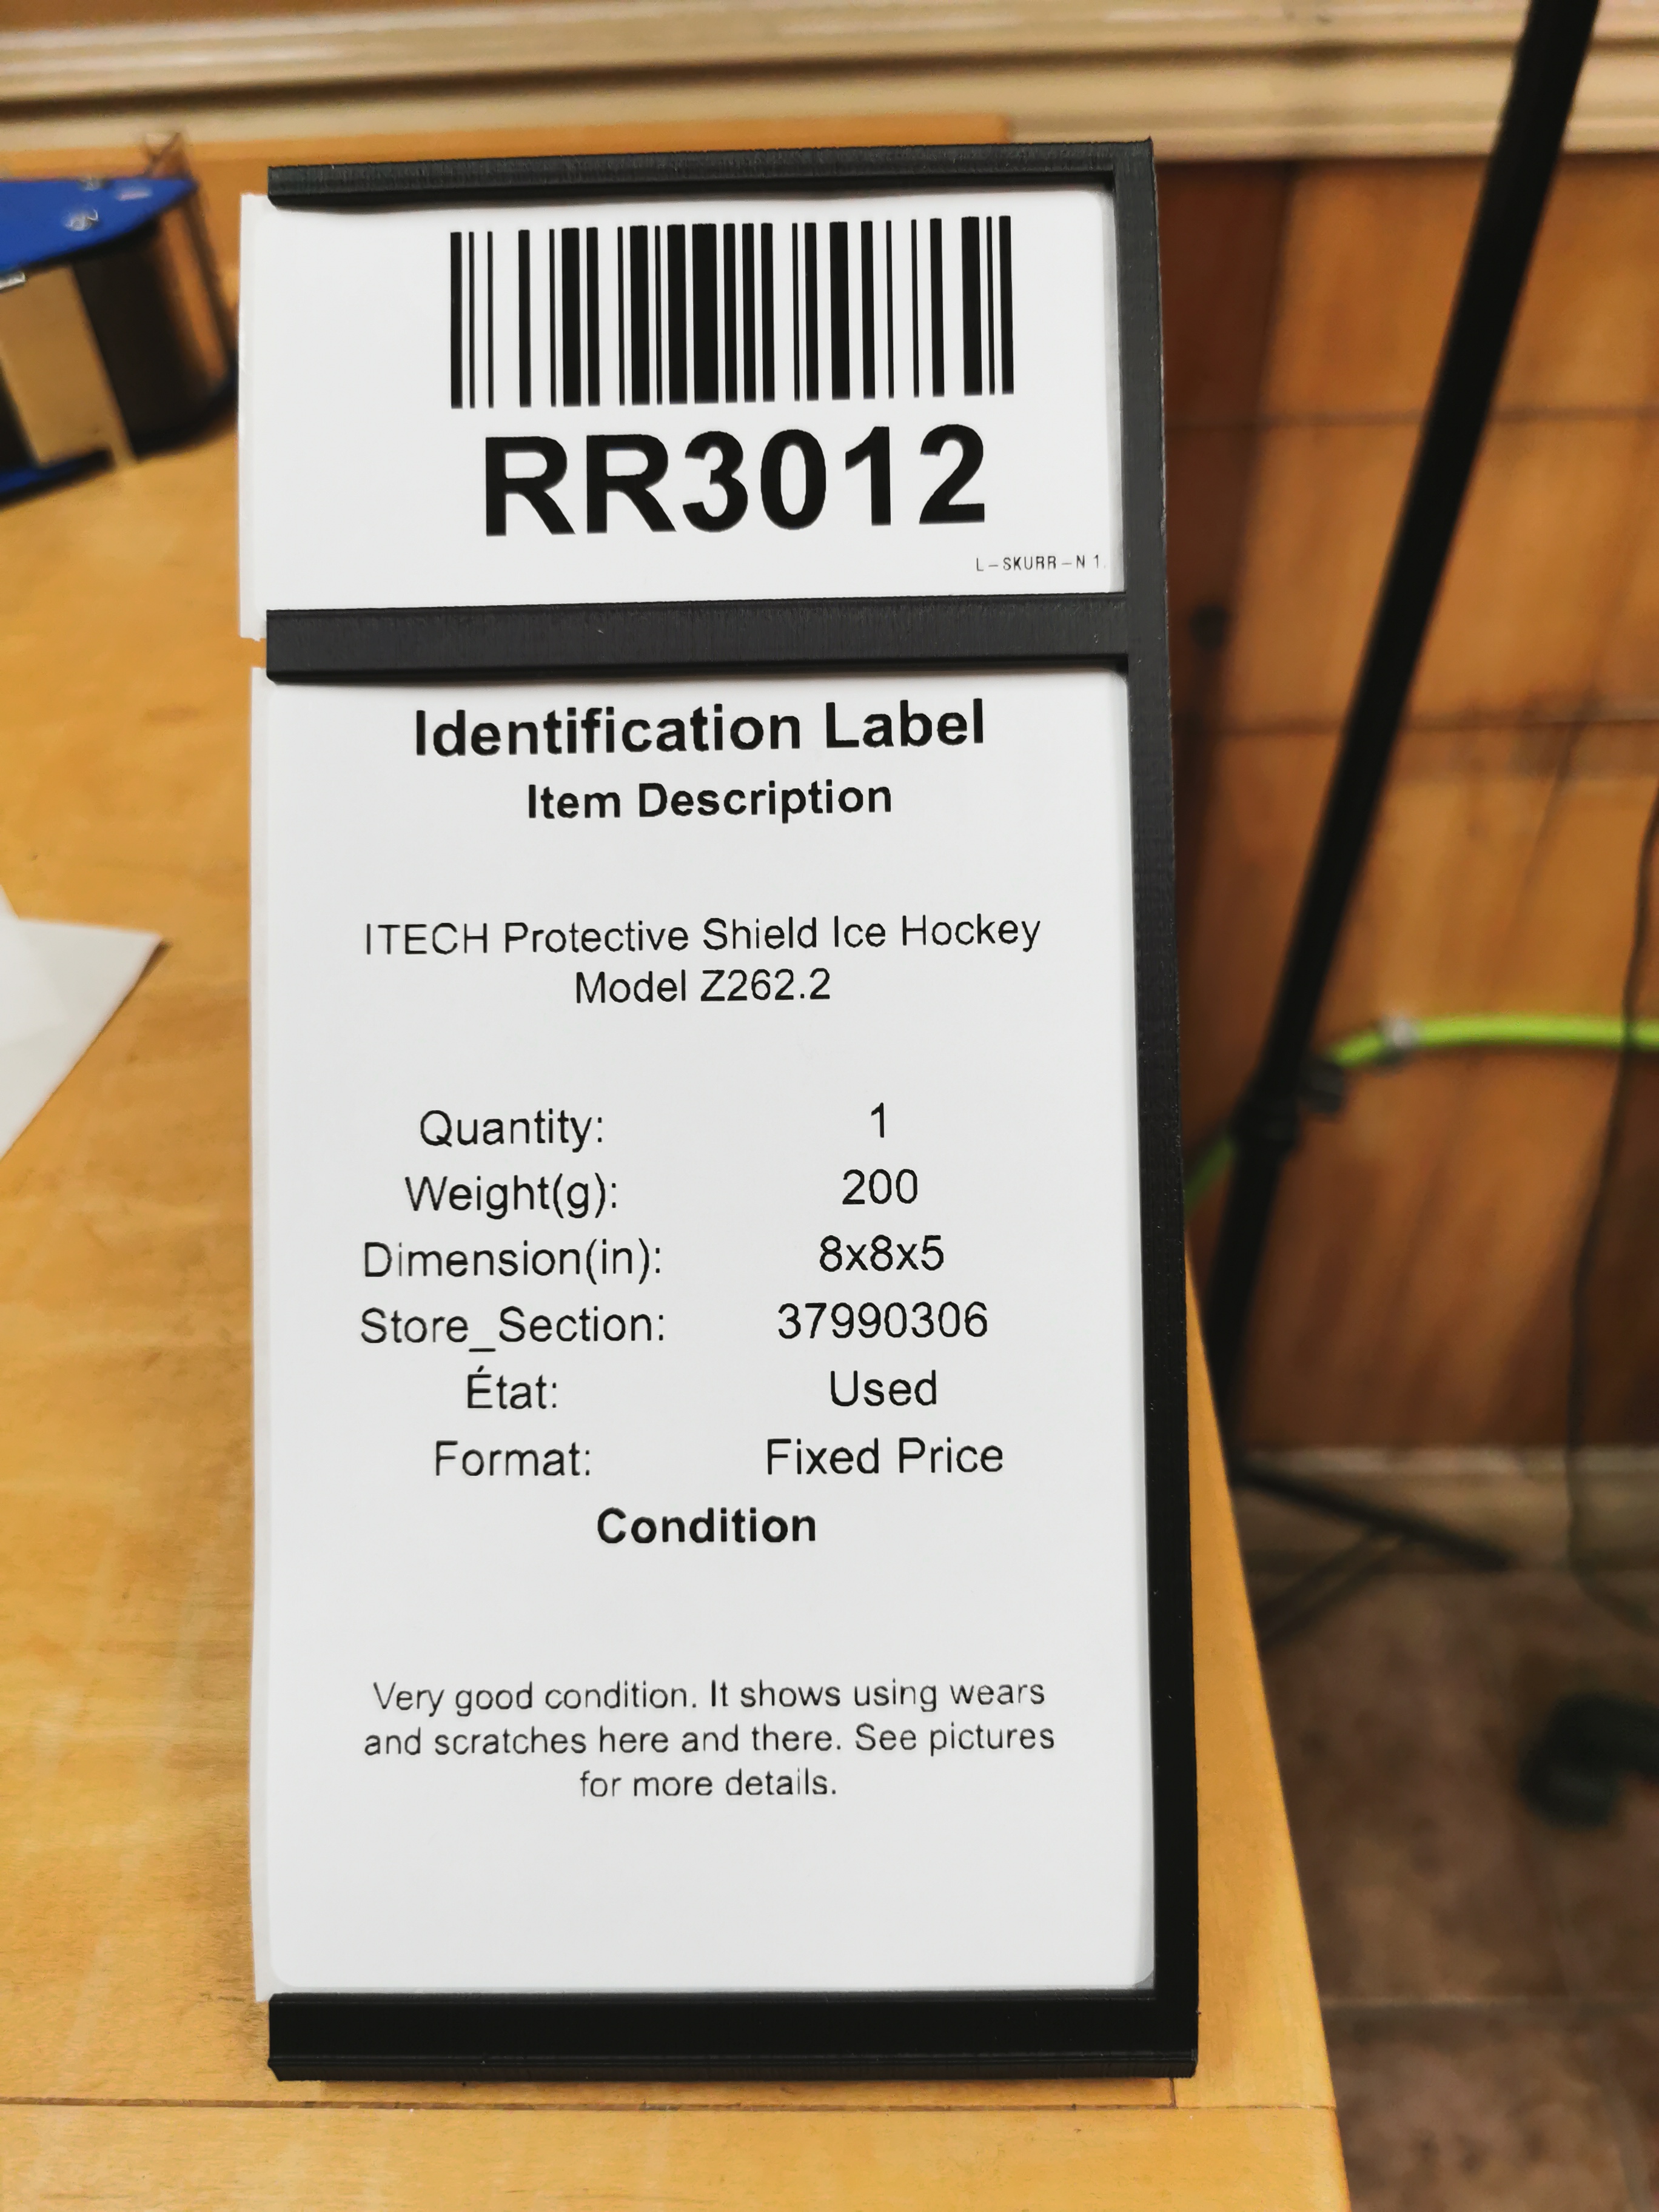 RR3012
L-SKURR-N 1.
Identification Label
Item Description
ITECH Protective Shield Ice Hockey
Model Z262.2
Quantity: 1
Weight(g): 200
Dimension(in): 8x8x5
Store_Section: 37990306
État: Used
Format: Fixed Price
Condition
Very good condition. It shows using wears
and scratches here and there. See pictures
for more details.